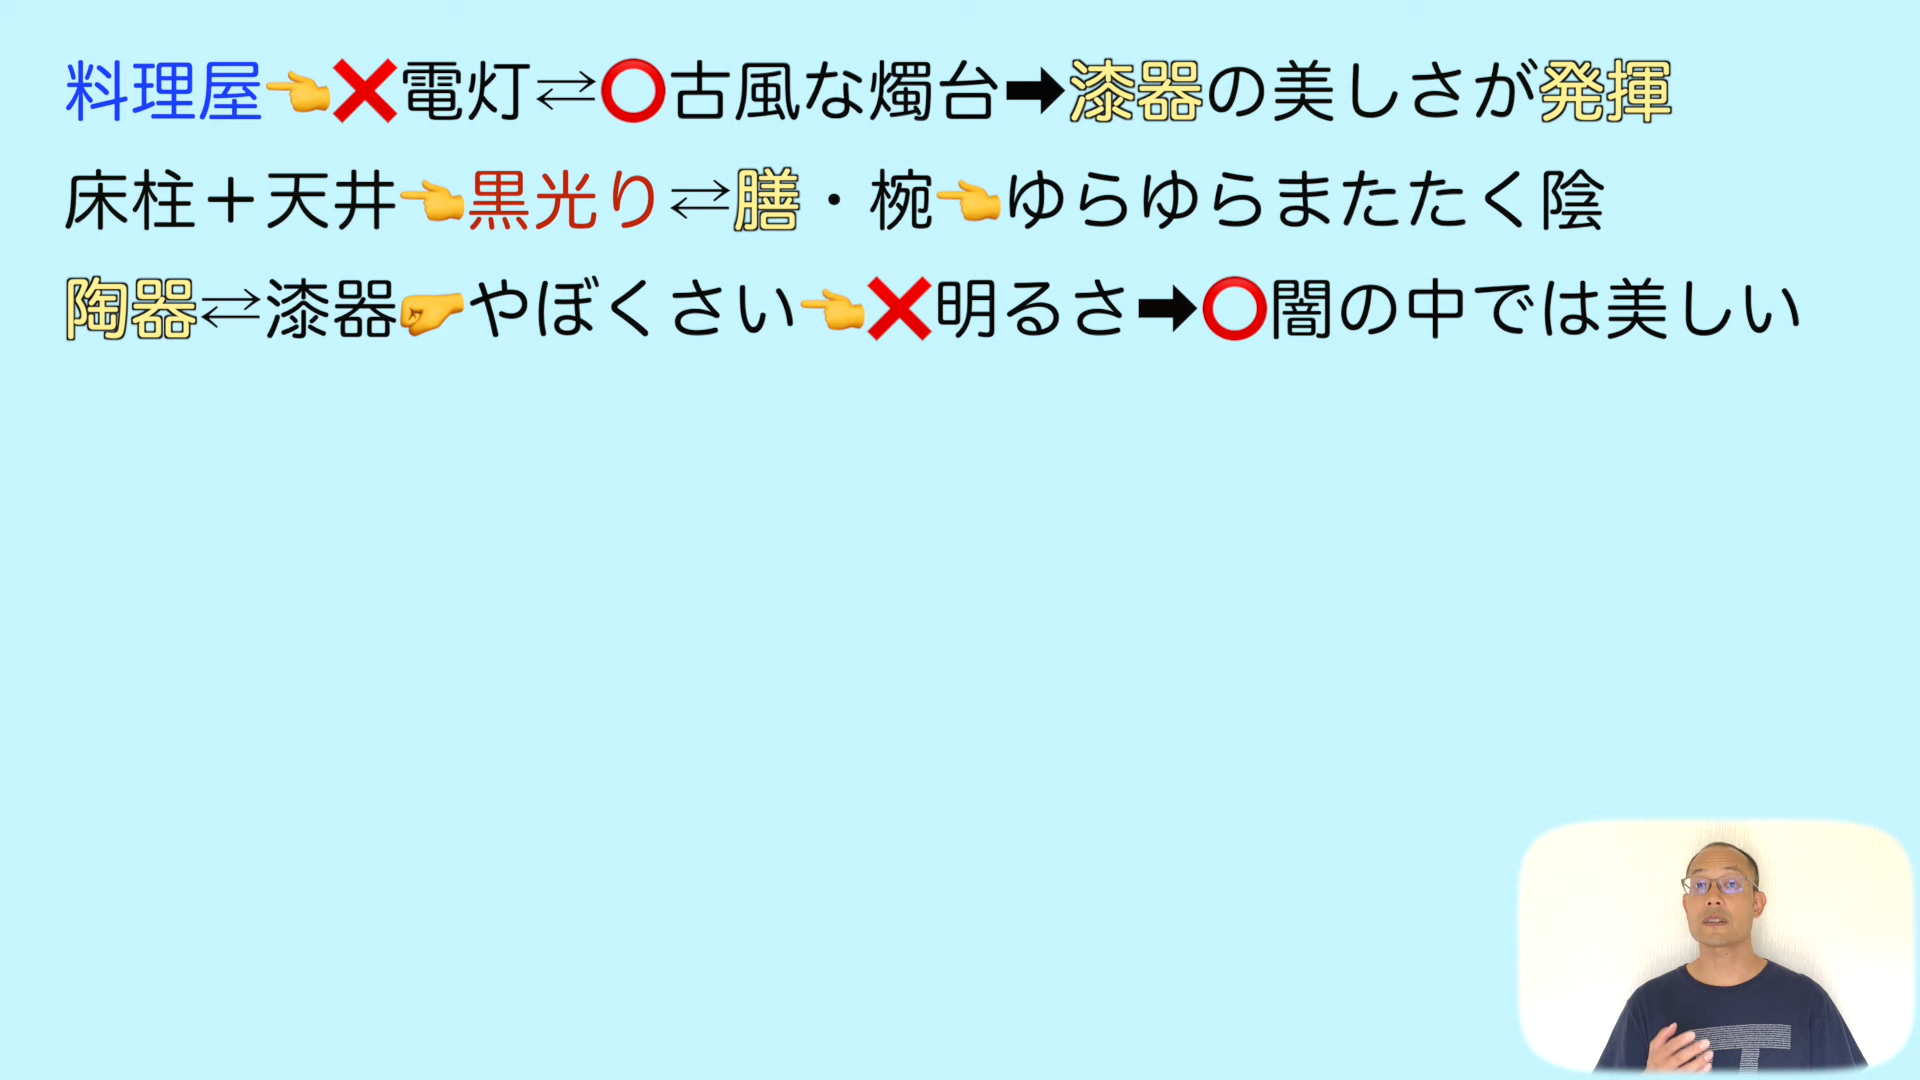 料理屋👈❌電灯⇄⭕古風な燭台➡漆器の美しさが発揮
床柱＋天井👈黒光り⇄膳・椀👈ゆらゆらまたたく陰
陶器⇄漆器🤛やぼくさい👈❌明るさ➡⭕闇の中では美しい